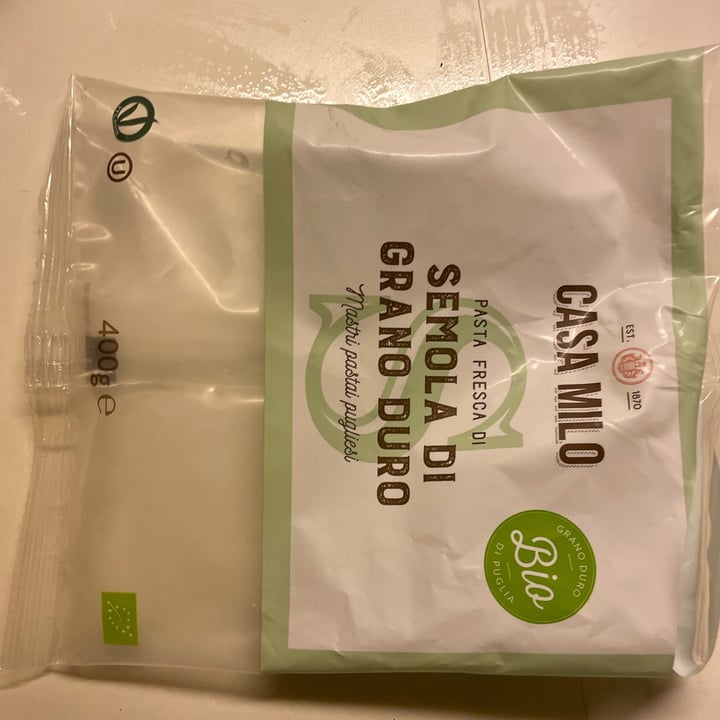 EST. 1870
CASA MILO
PASTA FRESCA DI
SEMOLA DI
GRANO DURO
Mastri pastai pugliesi
GRANO DURO
Bio
DI PUGLIA
400g e
U